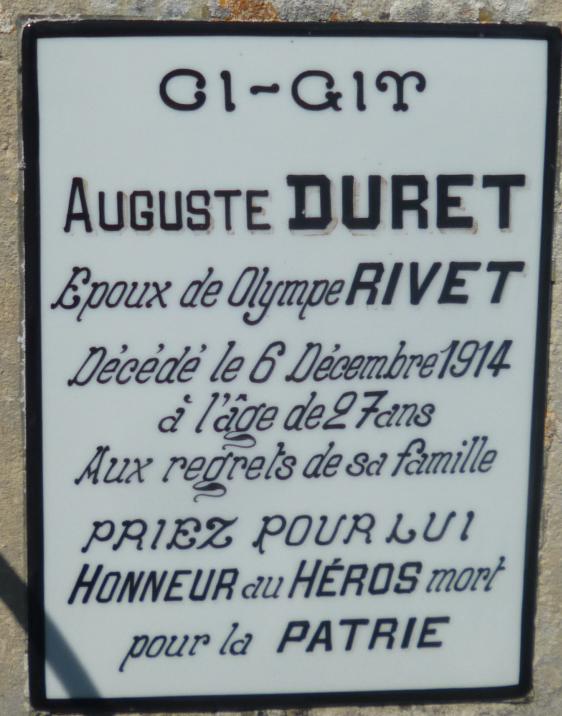 CI-GIT
AUGUSTE DURET
Epoux de Olympe RIVET
Décédé le 6 Décembre 1914
à l'âge de 27 ans
Aux regrets de sa famille
PRIEZ POUR LUI
HONNEUR au HÉROS mort
pour la PATRIE